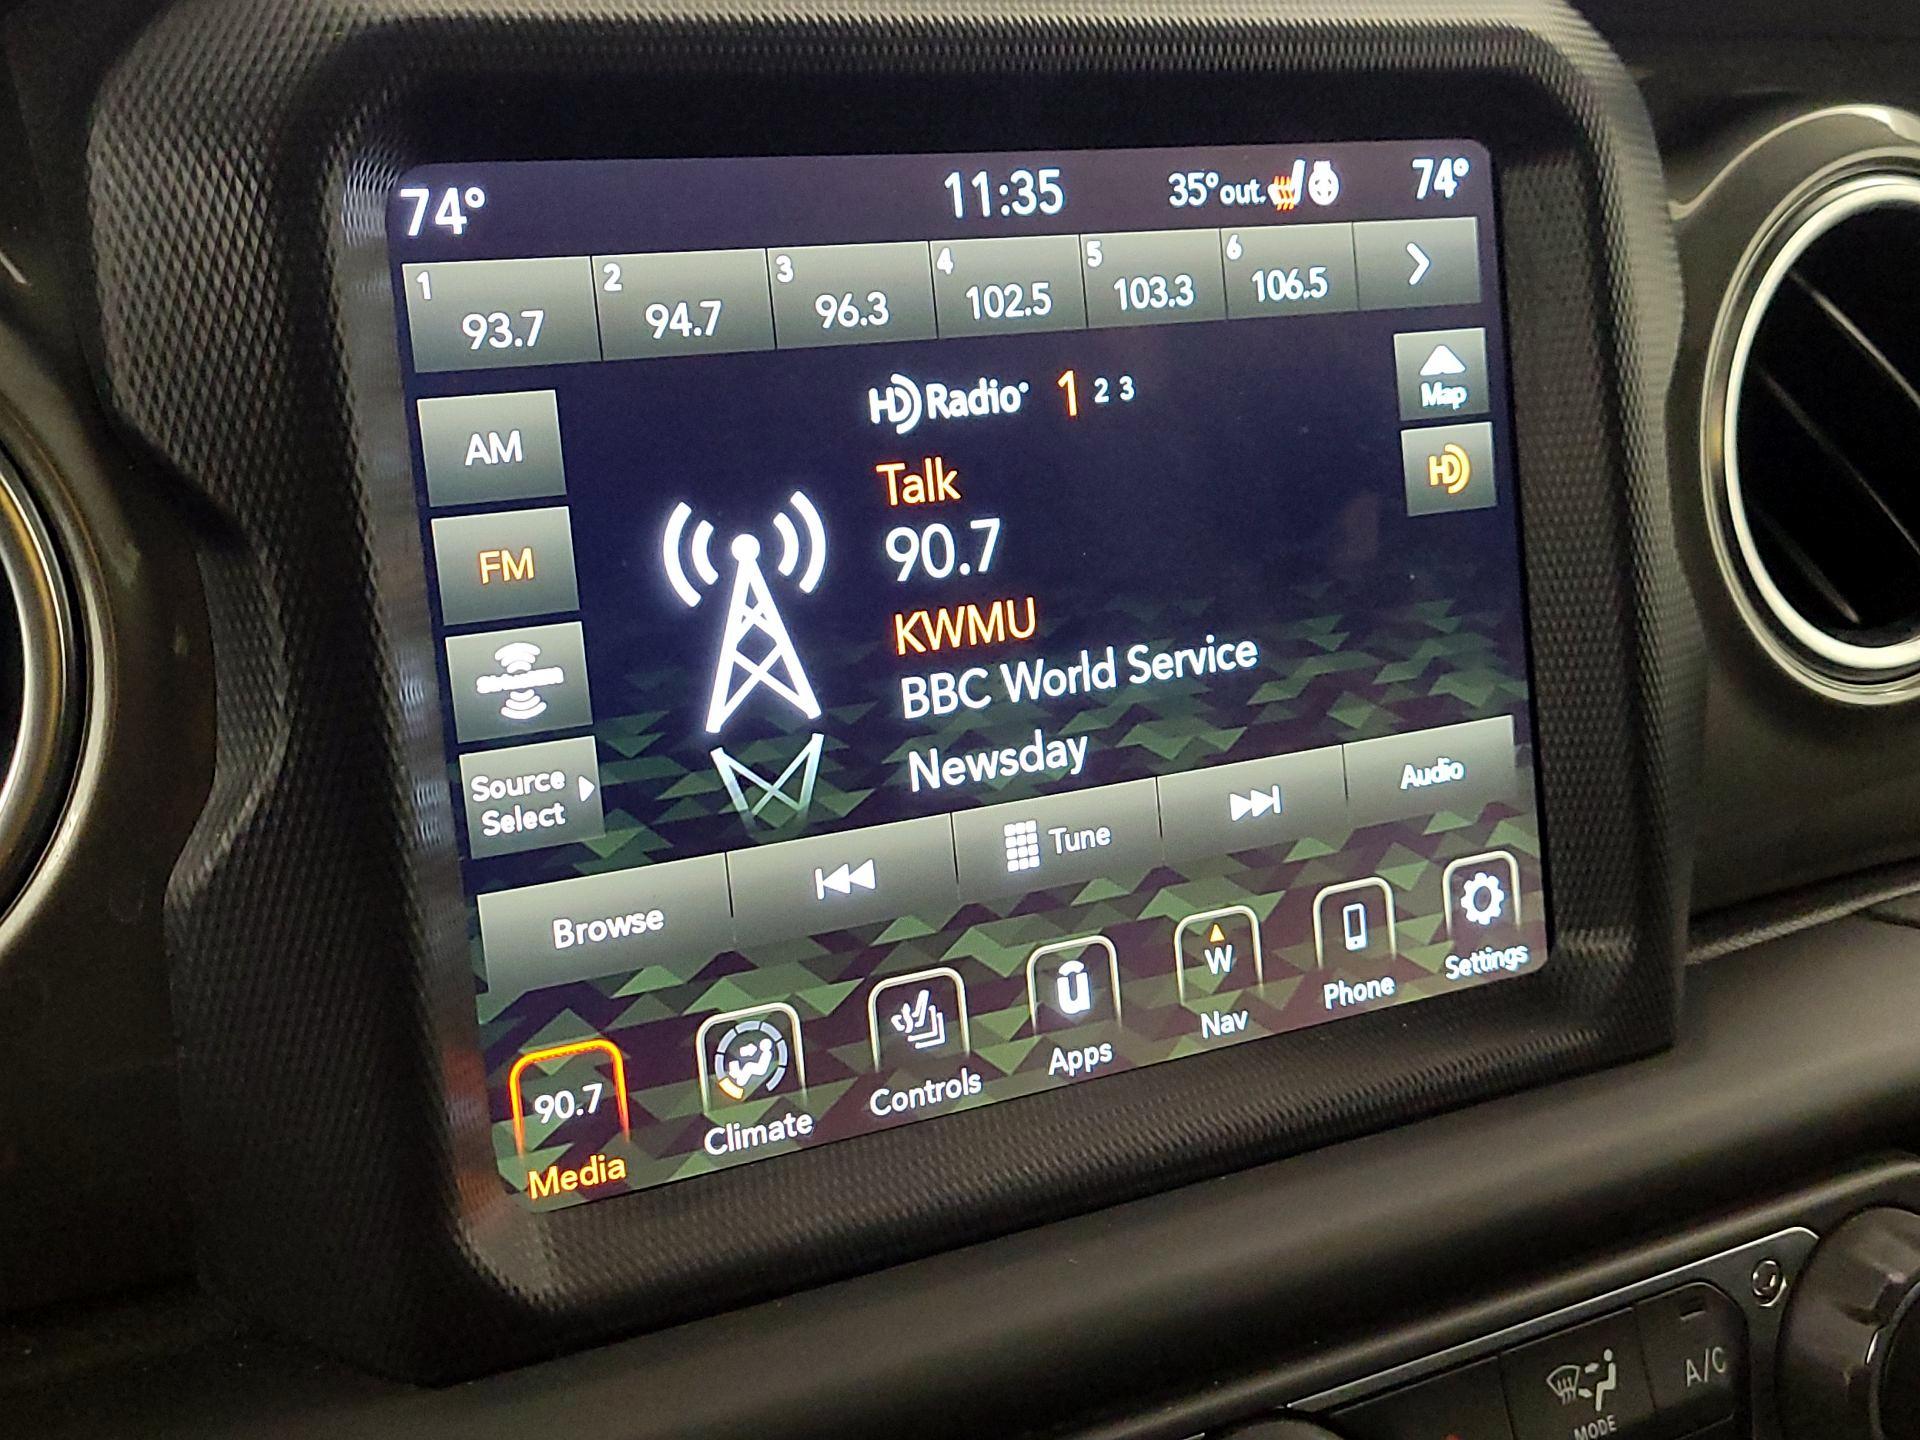 74° 11:35 35°out. 74°
1 93.7 2 94.7 3 96.3 4 102.5 5 103.3 6 106.5
HD Radio 1 2 3
Map
AM
HD
Talk
90.7
FM
KWMU
BBC World Service
Newsday
Source
Select
Browse Tune Audio
90.7 W
Media Climate Controls Apps Nav Phone Settings
MODE A/C